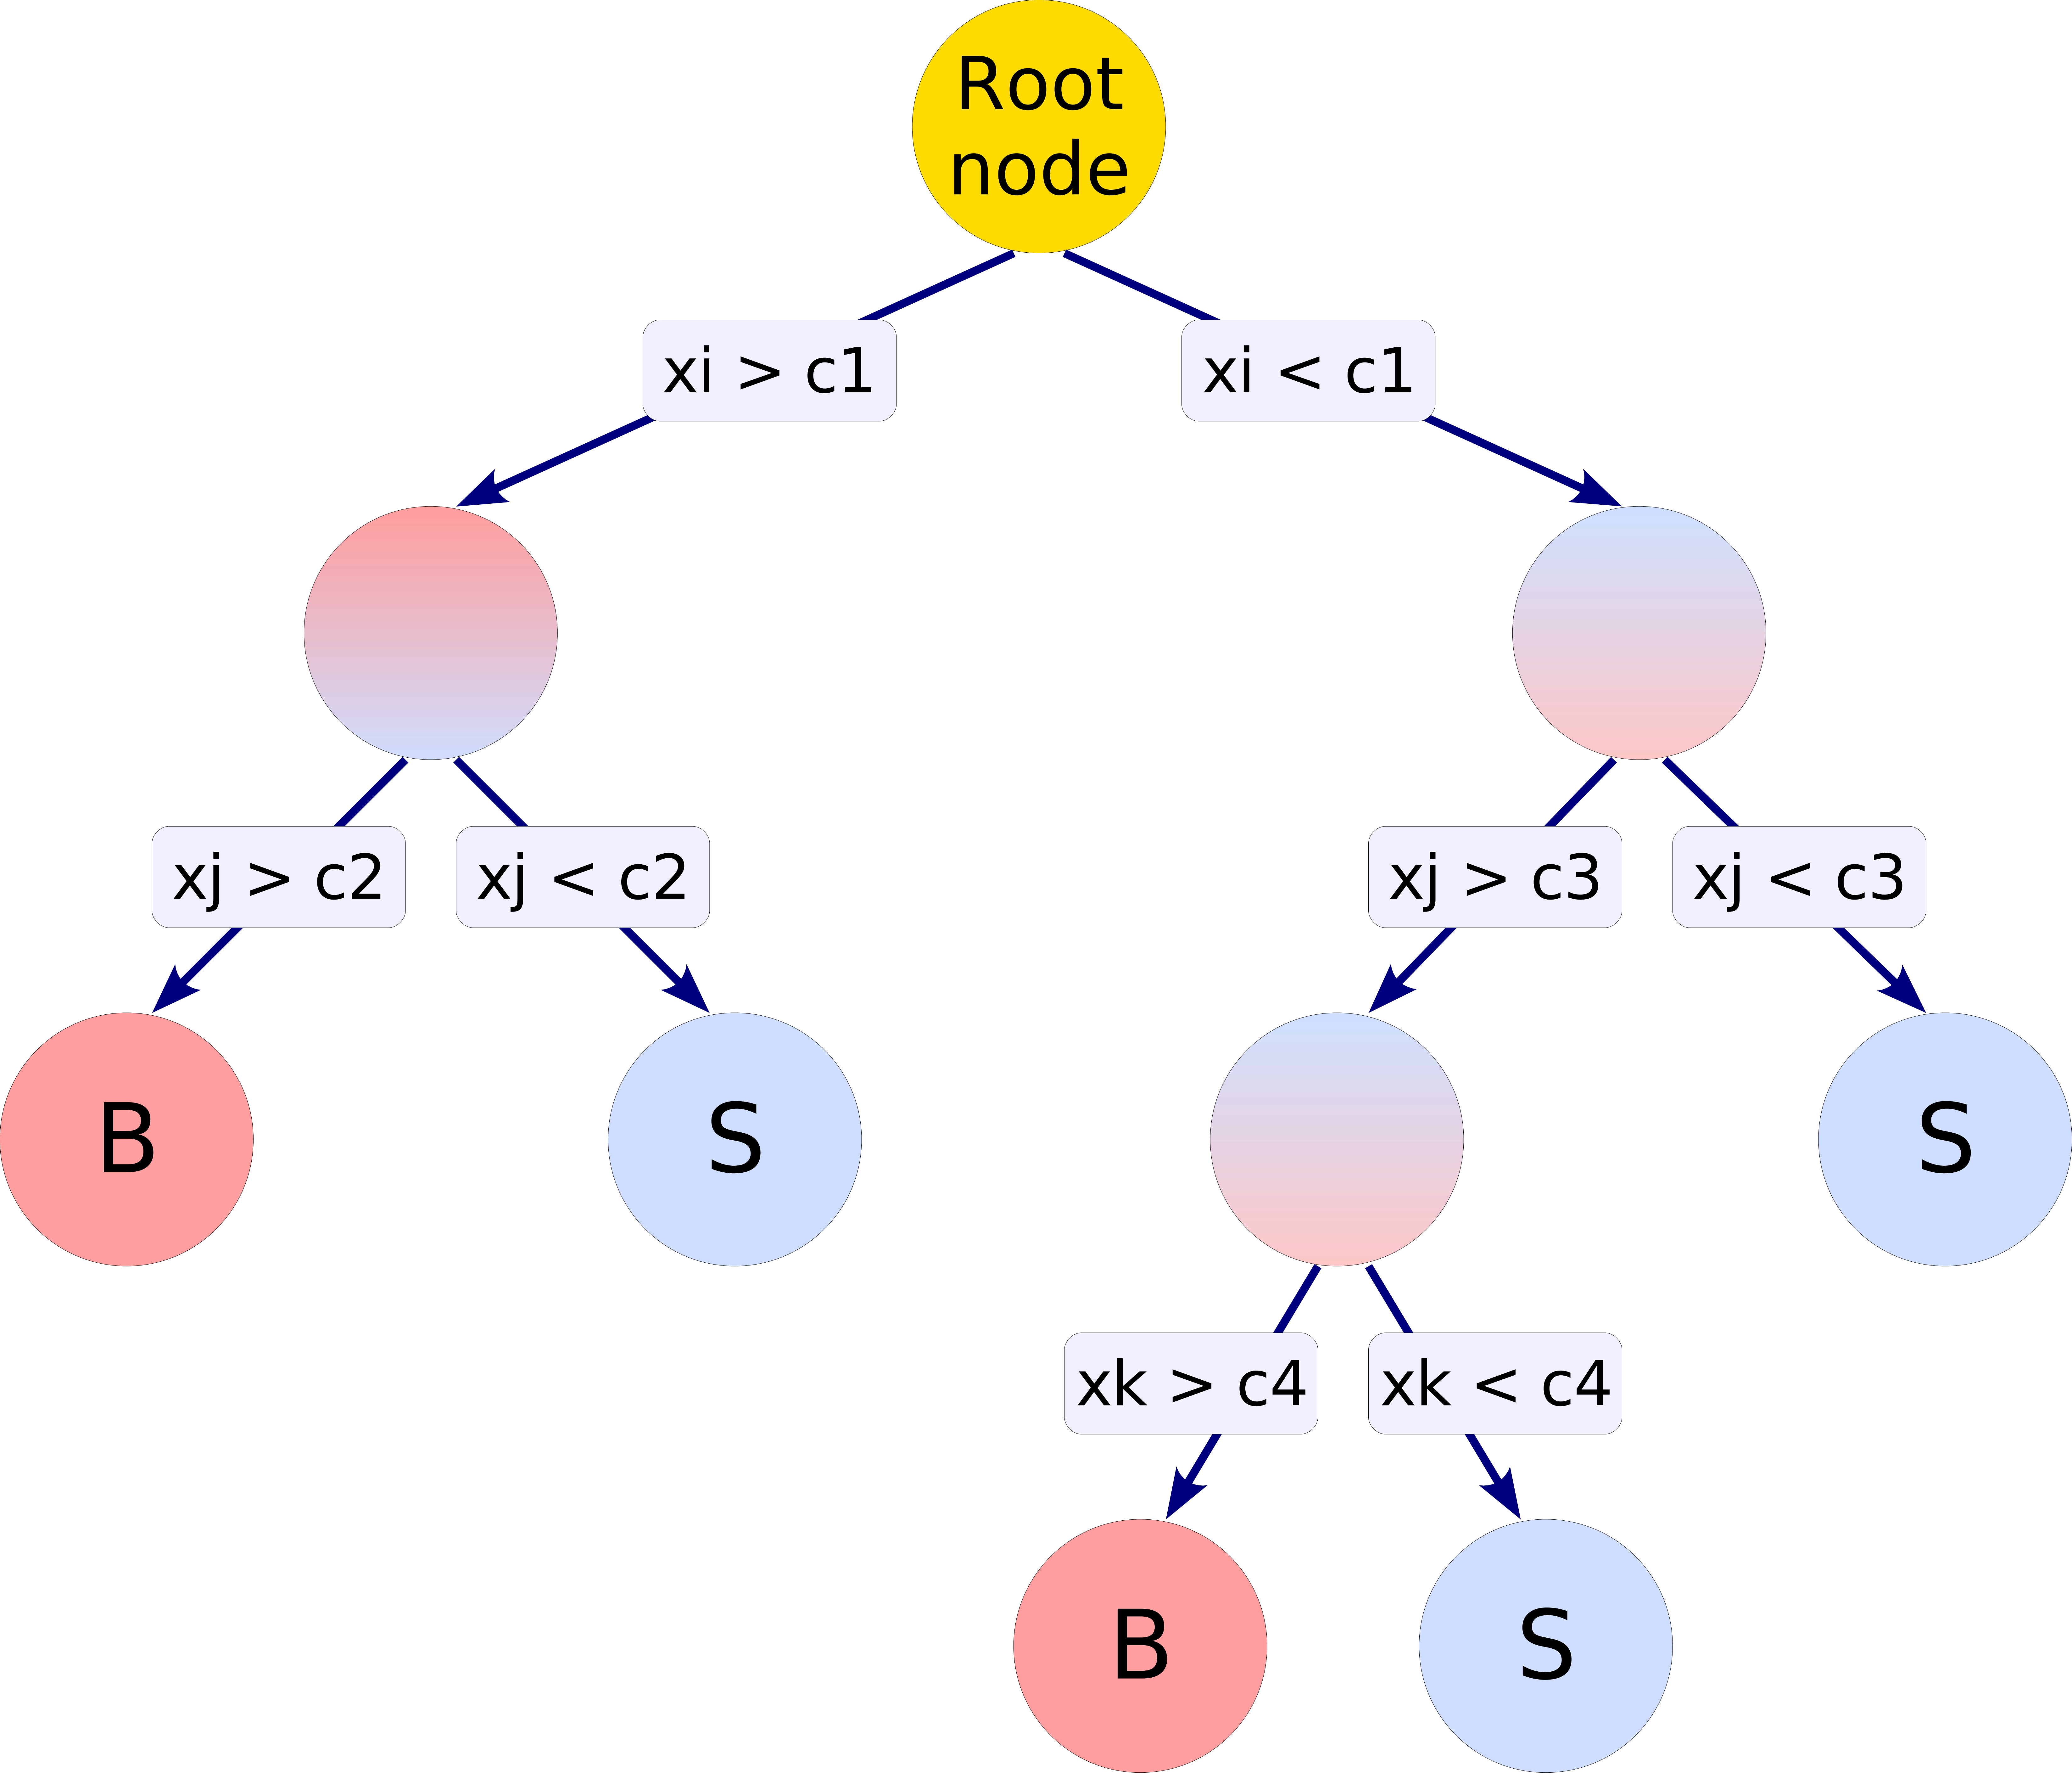 Root
node
xi > c1
xi < c1
xj > c2
xj < c2
xj > c3
xj < c3
B
S
S
xk > c4
xk < c4
B
S